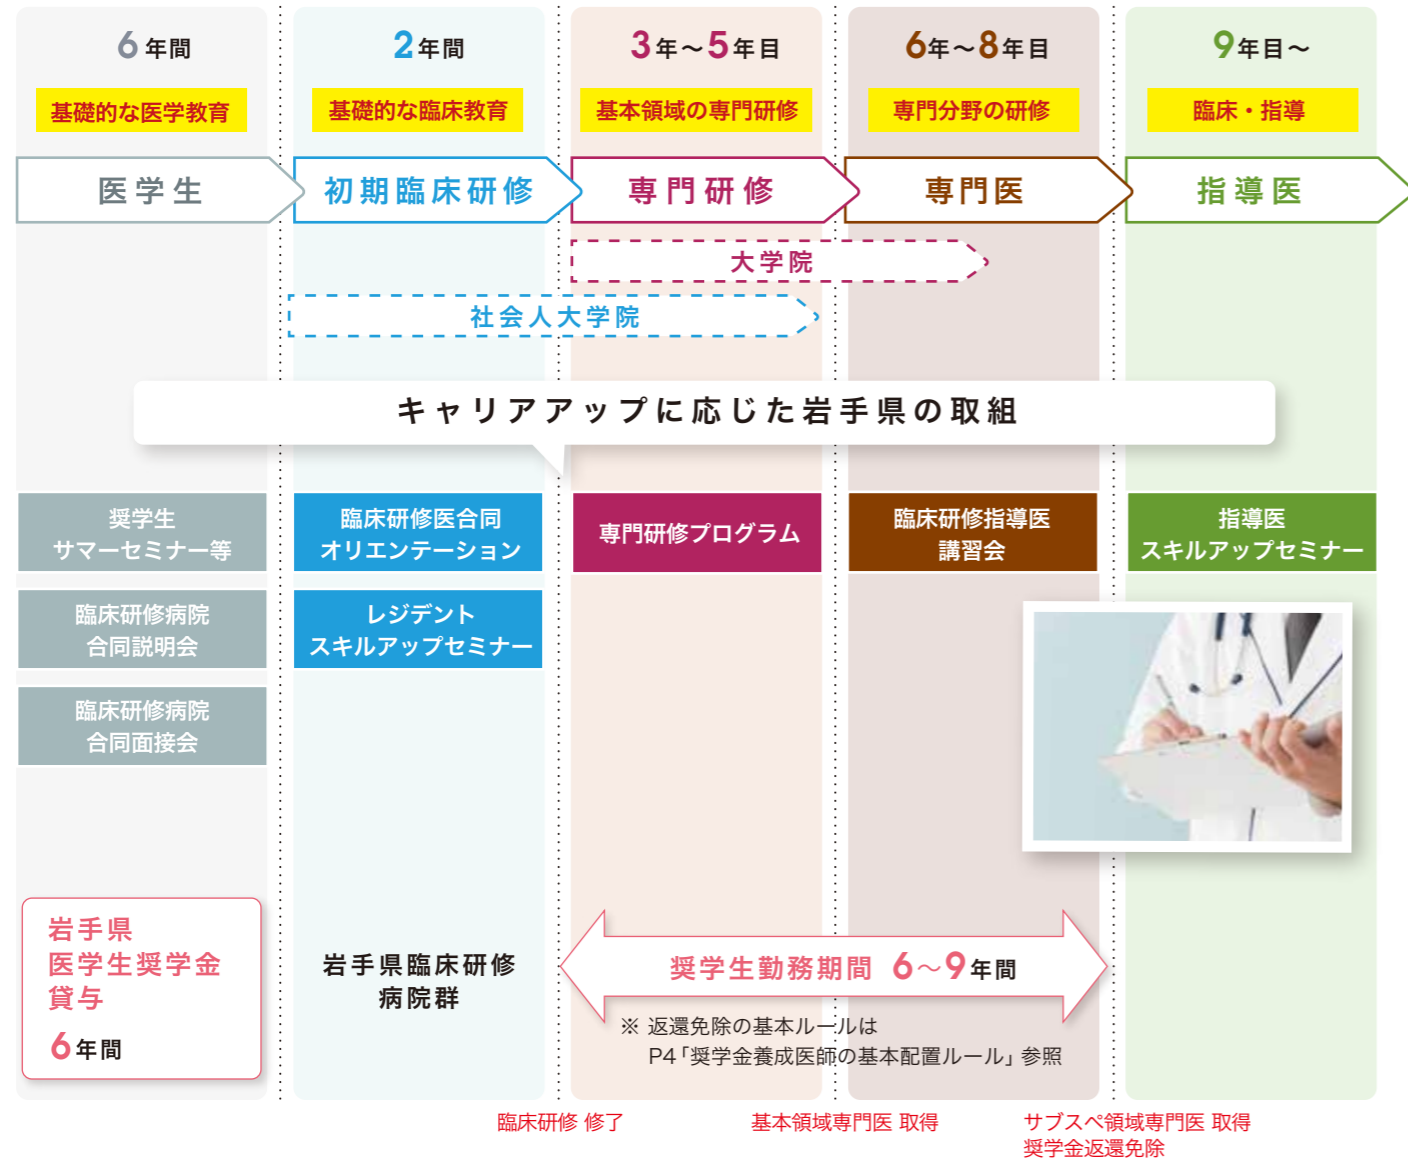 6年間
2年間
3年～5年目
6年～8年目
9年目～
基礎的な医学教育
基礎的な臨床教育
基本領域の専門研修
専門分野の研修
臨床・指導
医学生
初期臨床研修
専門研修
専門医
指導医
大学院
社会人大学院
キャリアアップに応じた岩手県の取組
奨学生
サマーセミナー等
臨床研修病院
合同説明会
臨床研修病院
合同面接会
臨床研修医合同
オリエンテーション
レジデント
スキルアップセミナー
専門研修プログラム
臨床研修指導医
講習会
指導医
スキルアップセミナー
岩手県
医学生奨学金
貸与
6年間
岩手県臨床研修
病院群
奨学生勤務期間 6～9年間
※ 返還免除の基本ルールは
P4「奨学金養成医師の基本配置ルール」参照
臨床研修 修了
基本領域専門医 取得
サブスペ領域専門医 取得
奨学金返還免除